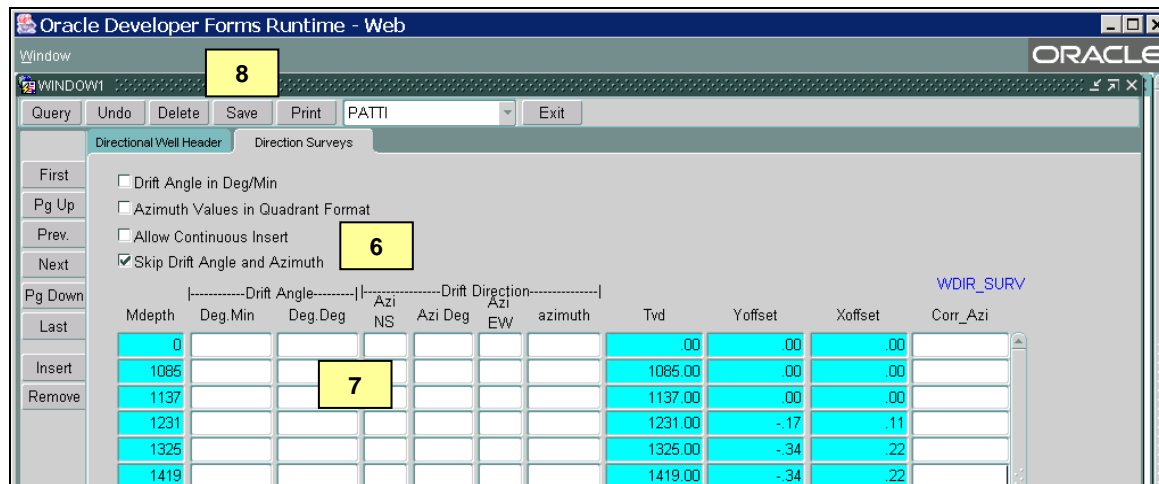 Oracle Developer Forms Runtime - Web
Window
ORACLE
8
WINDOW1
Query Undo Delete Save Print PATTI Exit
Directional Well Header Direction Surveys
First
Pg Up
Prev.
Next
Pg Down
Last
Insert
Remove
Drift Angle in Deg/Min
Azimuth Values in Quadrant Format
Allow Continuous Insert
Skip Drift Angle and Azimuth
6
WDIR_SURV
|------------Drift Angle---------| |-----------------Drift Direction---------------|
Mdepth Deg.Min Deg.Deg Azi NS Azi Deg Azi EW azimuth Tvd Yoffset Xoffset Corr_Azi
0 .00 .00 .00
1085 1085.00 .00 .00
7
1137 1137.00 .00 .00
1231 1231.00 -.17 .11
1325 1325.00 -.34 .22
1419 1419.00 -.34 .22